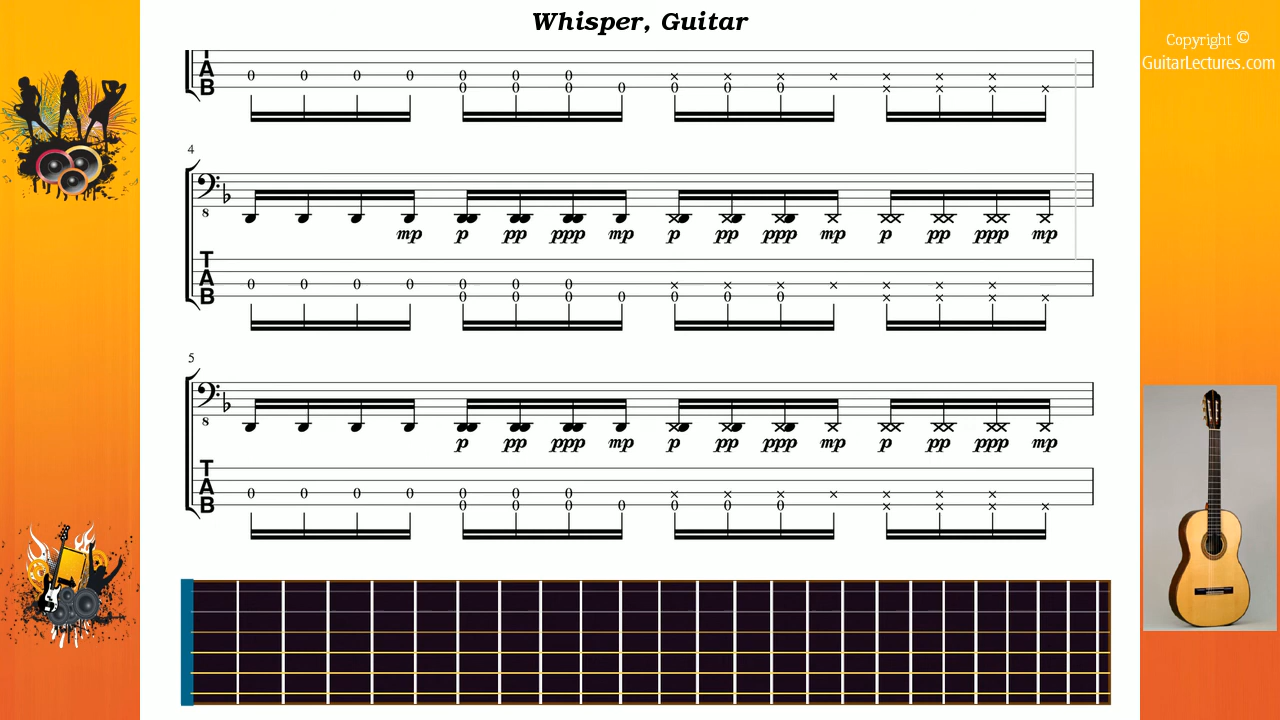 Whisper, Guitar
Copyright ©
GuitarLectures.com
T
A 0 0 0 0 0 0 0 × × × × × × ×
B 0 0 0 0 0 0 0 × × × ×
4
8
mp p pp ppp mp p pp ppp mp p pp ppp mp
T
A 0 0 0 0 0 0 0 × × × × × × ×
B 0 0 0 0 0 0 0 × × × ×
5
8
p pp ppp mp p pp ppp mp p pp ppp mp
T
A 0 0 0 0 0 0 0 × × × × × × ×
B 0 0 0 0 0 0 0 × × × ×